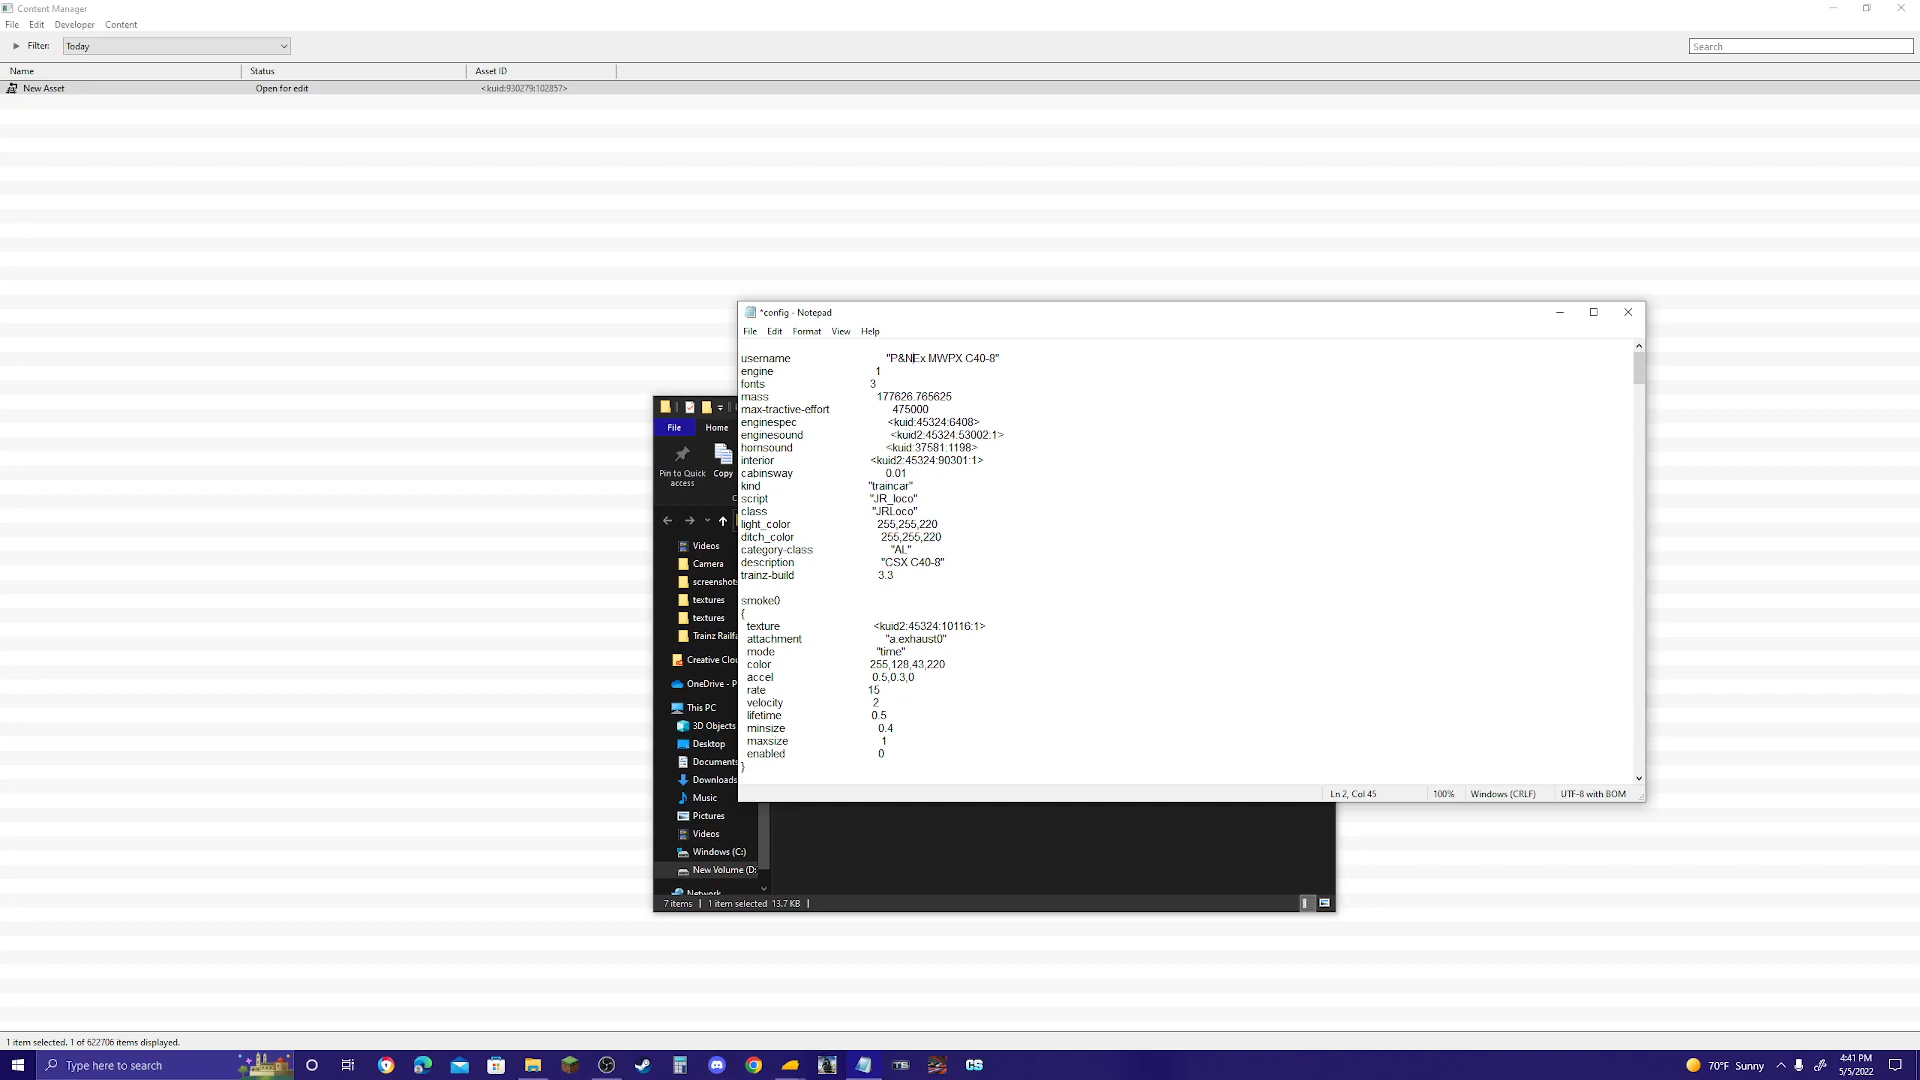 Content Manager
File Edit Developer Content
Filter: Today Search
Name Status Asset ID
New Asset Open for edit <kuid:930279:102857>
*config - Notepad
File Edit Format View Help
username "P&NEx MWPX C40-8"
engine 1
fonts 3
mass 177626.765625
max-tractive-effort 475000
enginespec <kuid:45324:6408>
enginesound <kuid2:45324:53002:1>
hornsound <kuid:37581:1198>
interior <kuid2:45324:90301:1>
cabinsway 0.01
kind "traincar"
script "JR_loco"
class "JRLoco"
light_color 255,255,220
ditch_color 255,255,220
category-class "AL"
description "CSX C40-8"
trainz-build 3.3
smoke0
{
texture <kuid2:45324:10116:1>
attachment "a.exhaust0"
mode "time"
color 255,128,43,220
accel 0.5,0.3,0
rate 15
velocity 2
lifetime 0.5
minsize 0.4
maxsize 1
enabled 0
}
Ln 2, Col 45 100% Windows (CRLF) UTF-8 with BOM
File Home
Pin to Quick access Copy
Videos
Camera
screenshots
textures
textures
Trainz Railfa
Creative Clou
OneDrive - P
This PC
3D Objects
Desktop
Documents
Downloads
Music
Pictures
Videos
Windows (C:)
New Volume (D:
Network
7 items 1 item selected 13.7 KB
1 item selected. 1 of 622706 items displayed.
Type here to search TS CS 70°F Sunny 4:41 PM
5/5/2022